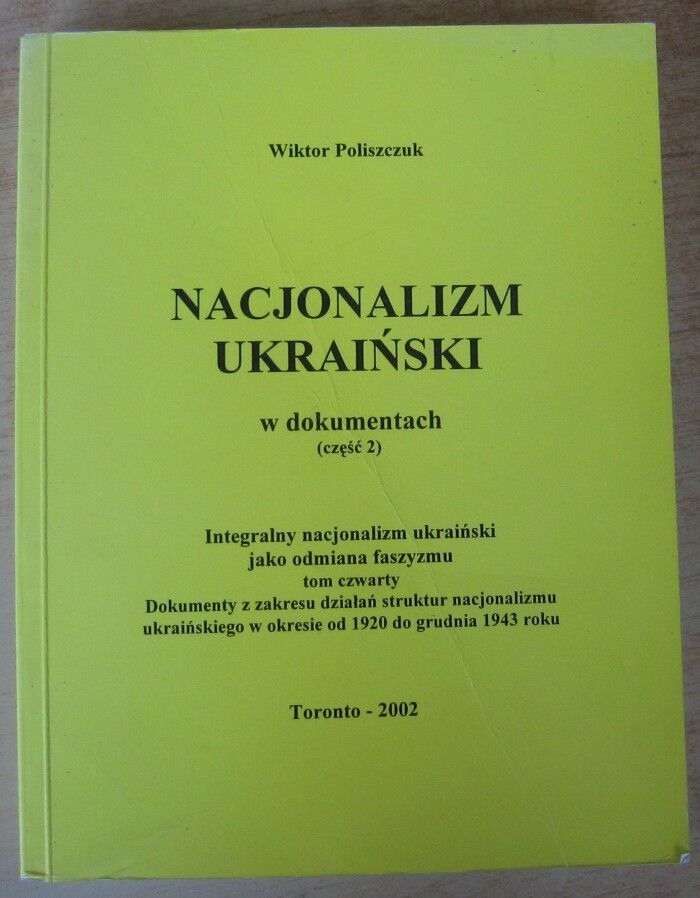 Wiktor Poliszczuk
NACJONALIZM
UKRAIŃSKI
w dokumentach
(część 2)
Integralny nacjonalizm ukraiński
jako odmiana faszyzmu
tom czwarty
Dokumenty z zakresu działań struktur nacjonalizmu
ukraińskiego w okresie od 1920 do grudnia 1943 roku
Toronto - 2002